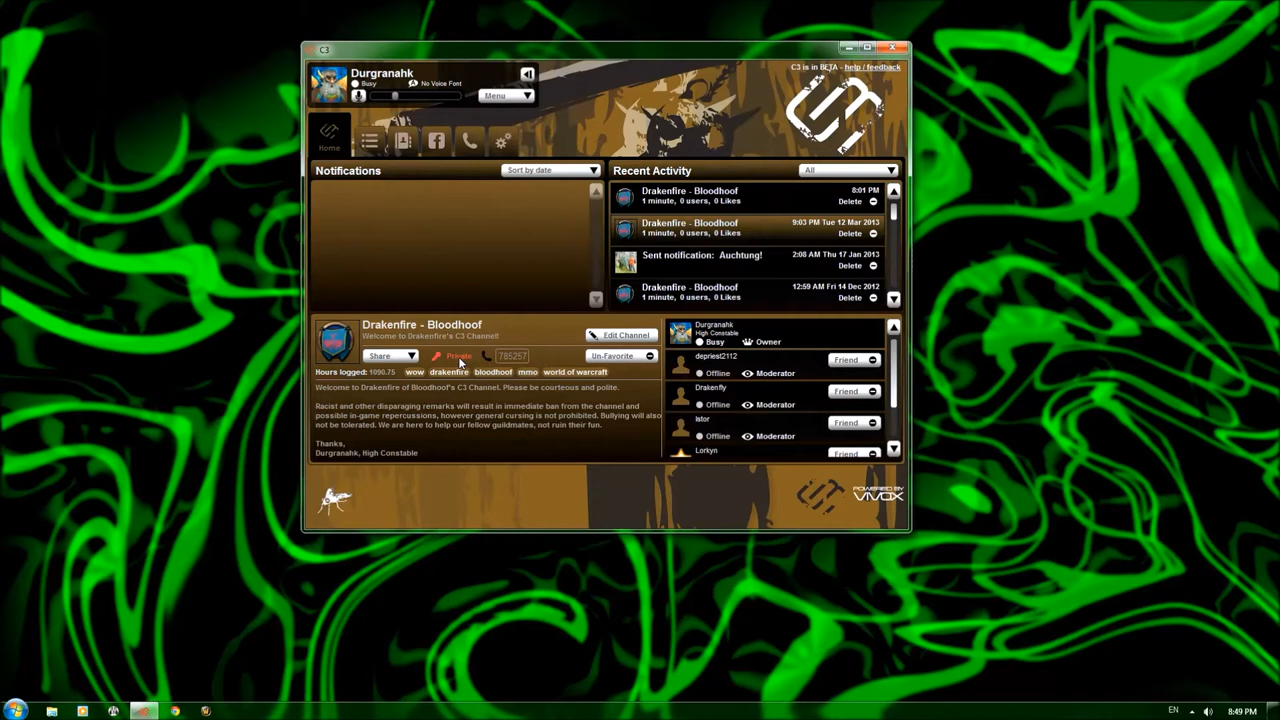 C3
Durgranahk
Busy
No Voice Font
Menu
C3 is in BETA - help / feedback
Home
Notifications
Sort by date
Recent Activity
All
Drakenfire - Bloodhoof
8:01 PM
1 minute, 0 users, 0 Likes
Delete
Drakenfire - Bloodhoof
9:03 PM Tue 12 Mar 2013
1 minute, 0 users, 0 Likes
Delete
Sent notification: Auchtung!
2:08 AM Thu 17 Jan 2013
Delete
Drakenfire - Bloodhoof
12:59 AM Fri 14 Dec 2012
1 minute, 0 users, 0 Likes
Delete
Drakenfire - Bloodhoof
Welcome to Drakenfire's C3 Channel!
Edit Channel
Share
Private
785257
Un-Favorite
Hours logged: 1090.75
wow drakenfire bloodhoof mmo world of warcraft
Welcome to Drakenfire of Bloodhoof's C3 Channel. Please be courteous and polite.
Racist and other disparaging remarks will result in immediate ban from the channel and
possible in-game repercussions, however general cursing is not prohibited. Bullying will also
not be tolerated. We are here to help our fellow guildmates, not ruin their fun.
Thanks,
Durgranahk, High Constable
Durgranahk
High Constable
Busy
Owner
depriest2112
Friend
Offline
Moderator
Drakenfly
Friend
Offline
Moderator
Istor
Friend
Offline
Moderator
Lorkyn
Friend
POWERED BY
VIVOX
EN
8:49 PM